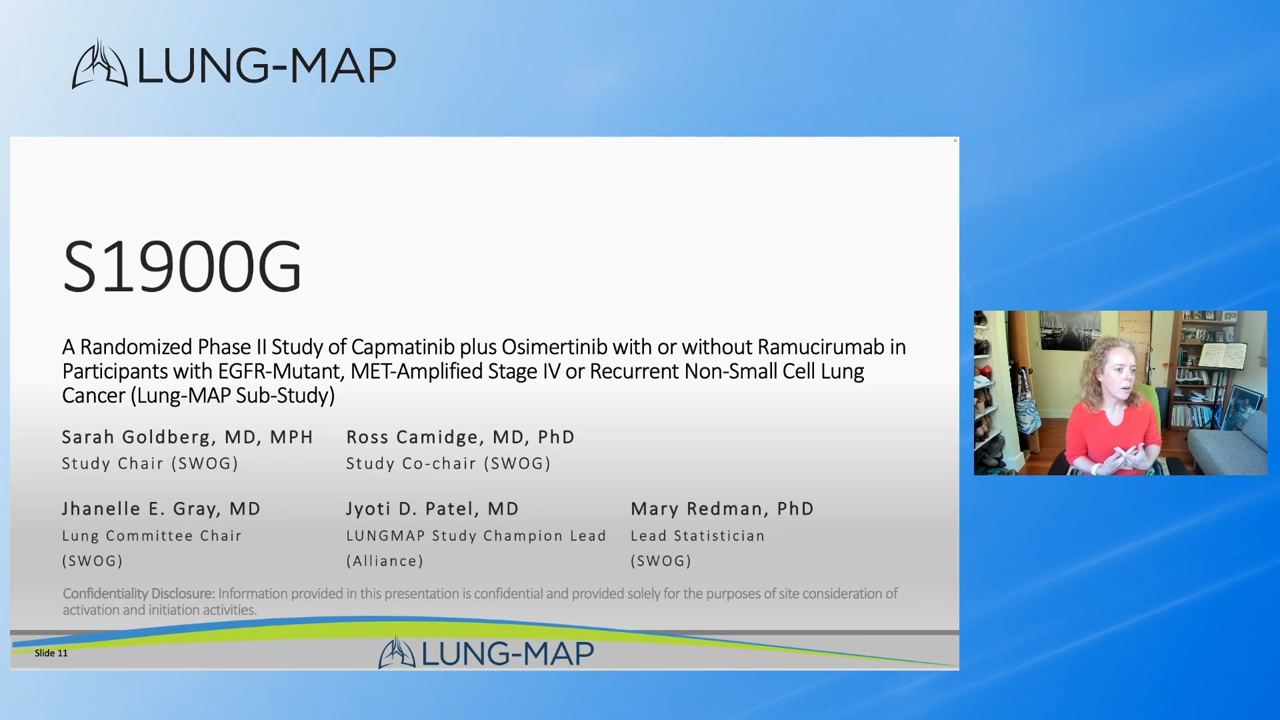 LUNG-MAP
S1900G
A Randomized Phase II Study of Capmatinib plus Osimertinib with or without Ramucirumab in
Participants with EGFR-Mutant, MET-Amplified Stage IV or Recurrent Non-Small Cell Lung
Cancer (Lung-MAP Sub-Study)
Sarah Goldberg, MD, MPH
Study Chair (SWOG)
Ross Camidge, MD, PhD
Study Co-chair (SWOG)
Jhanelle E. Gray, MD
Lung Committee Chair
(SWOG)
Jyoti D. Patel, MD
LUNGMAP Study Champion Lead
(Alliance)
Mary Redman, PhD
Lead Statistician
(SWOG)
Confidentiality Disclosure: Information provided in this presentation is confidential and provided solely for the purposes of site consideration of
activation and initiation activities.
Slide 11
LUNG-MAP